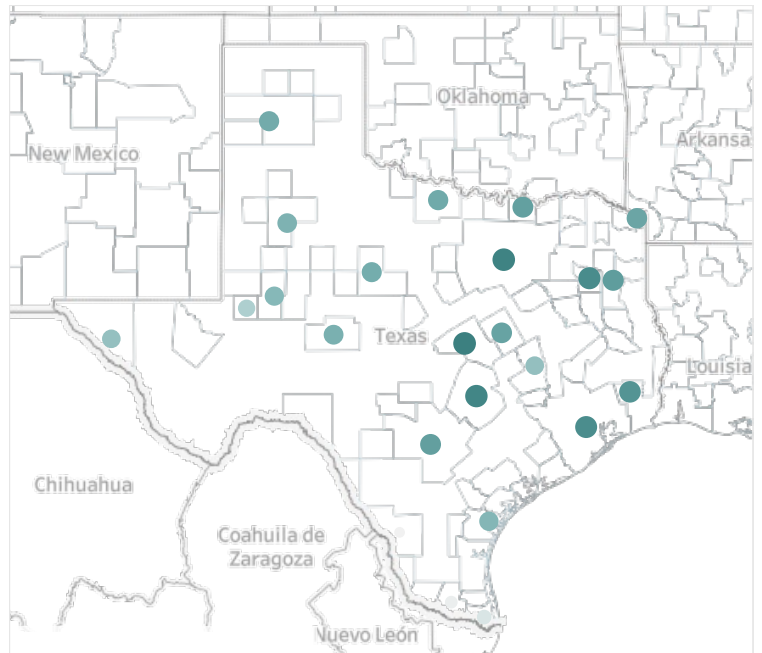 Oklahoma
Arkansa
New Mexico
Texas
Louisia
Chihuahua
Coahuila de
Zaragoza
Nuevo León